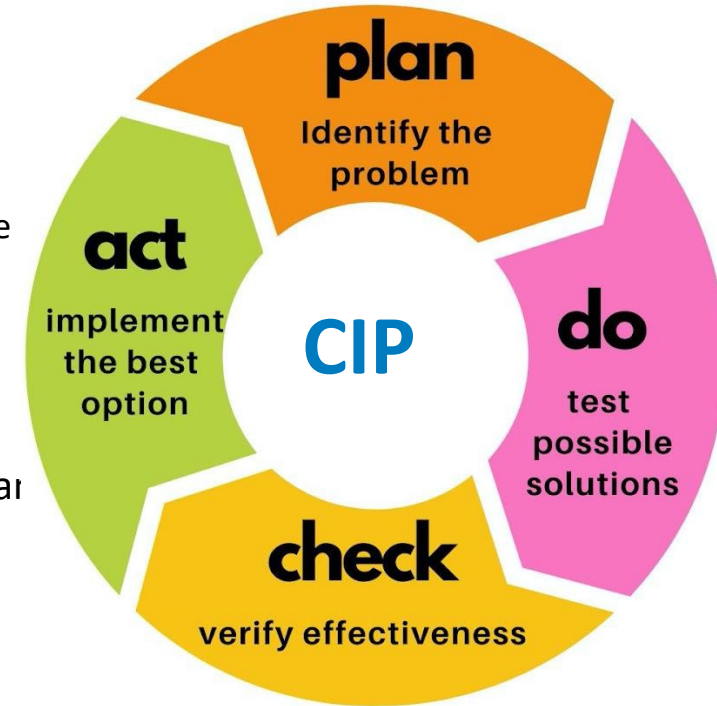 plan
Identify the
problem
do
test
possible
solutions
check
verify effectiveness
act
implement
the best
option
CIP